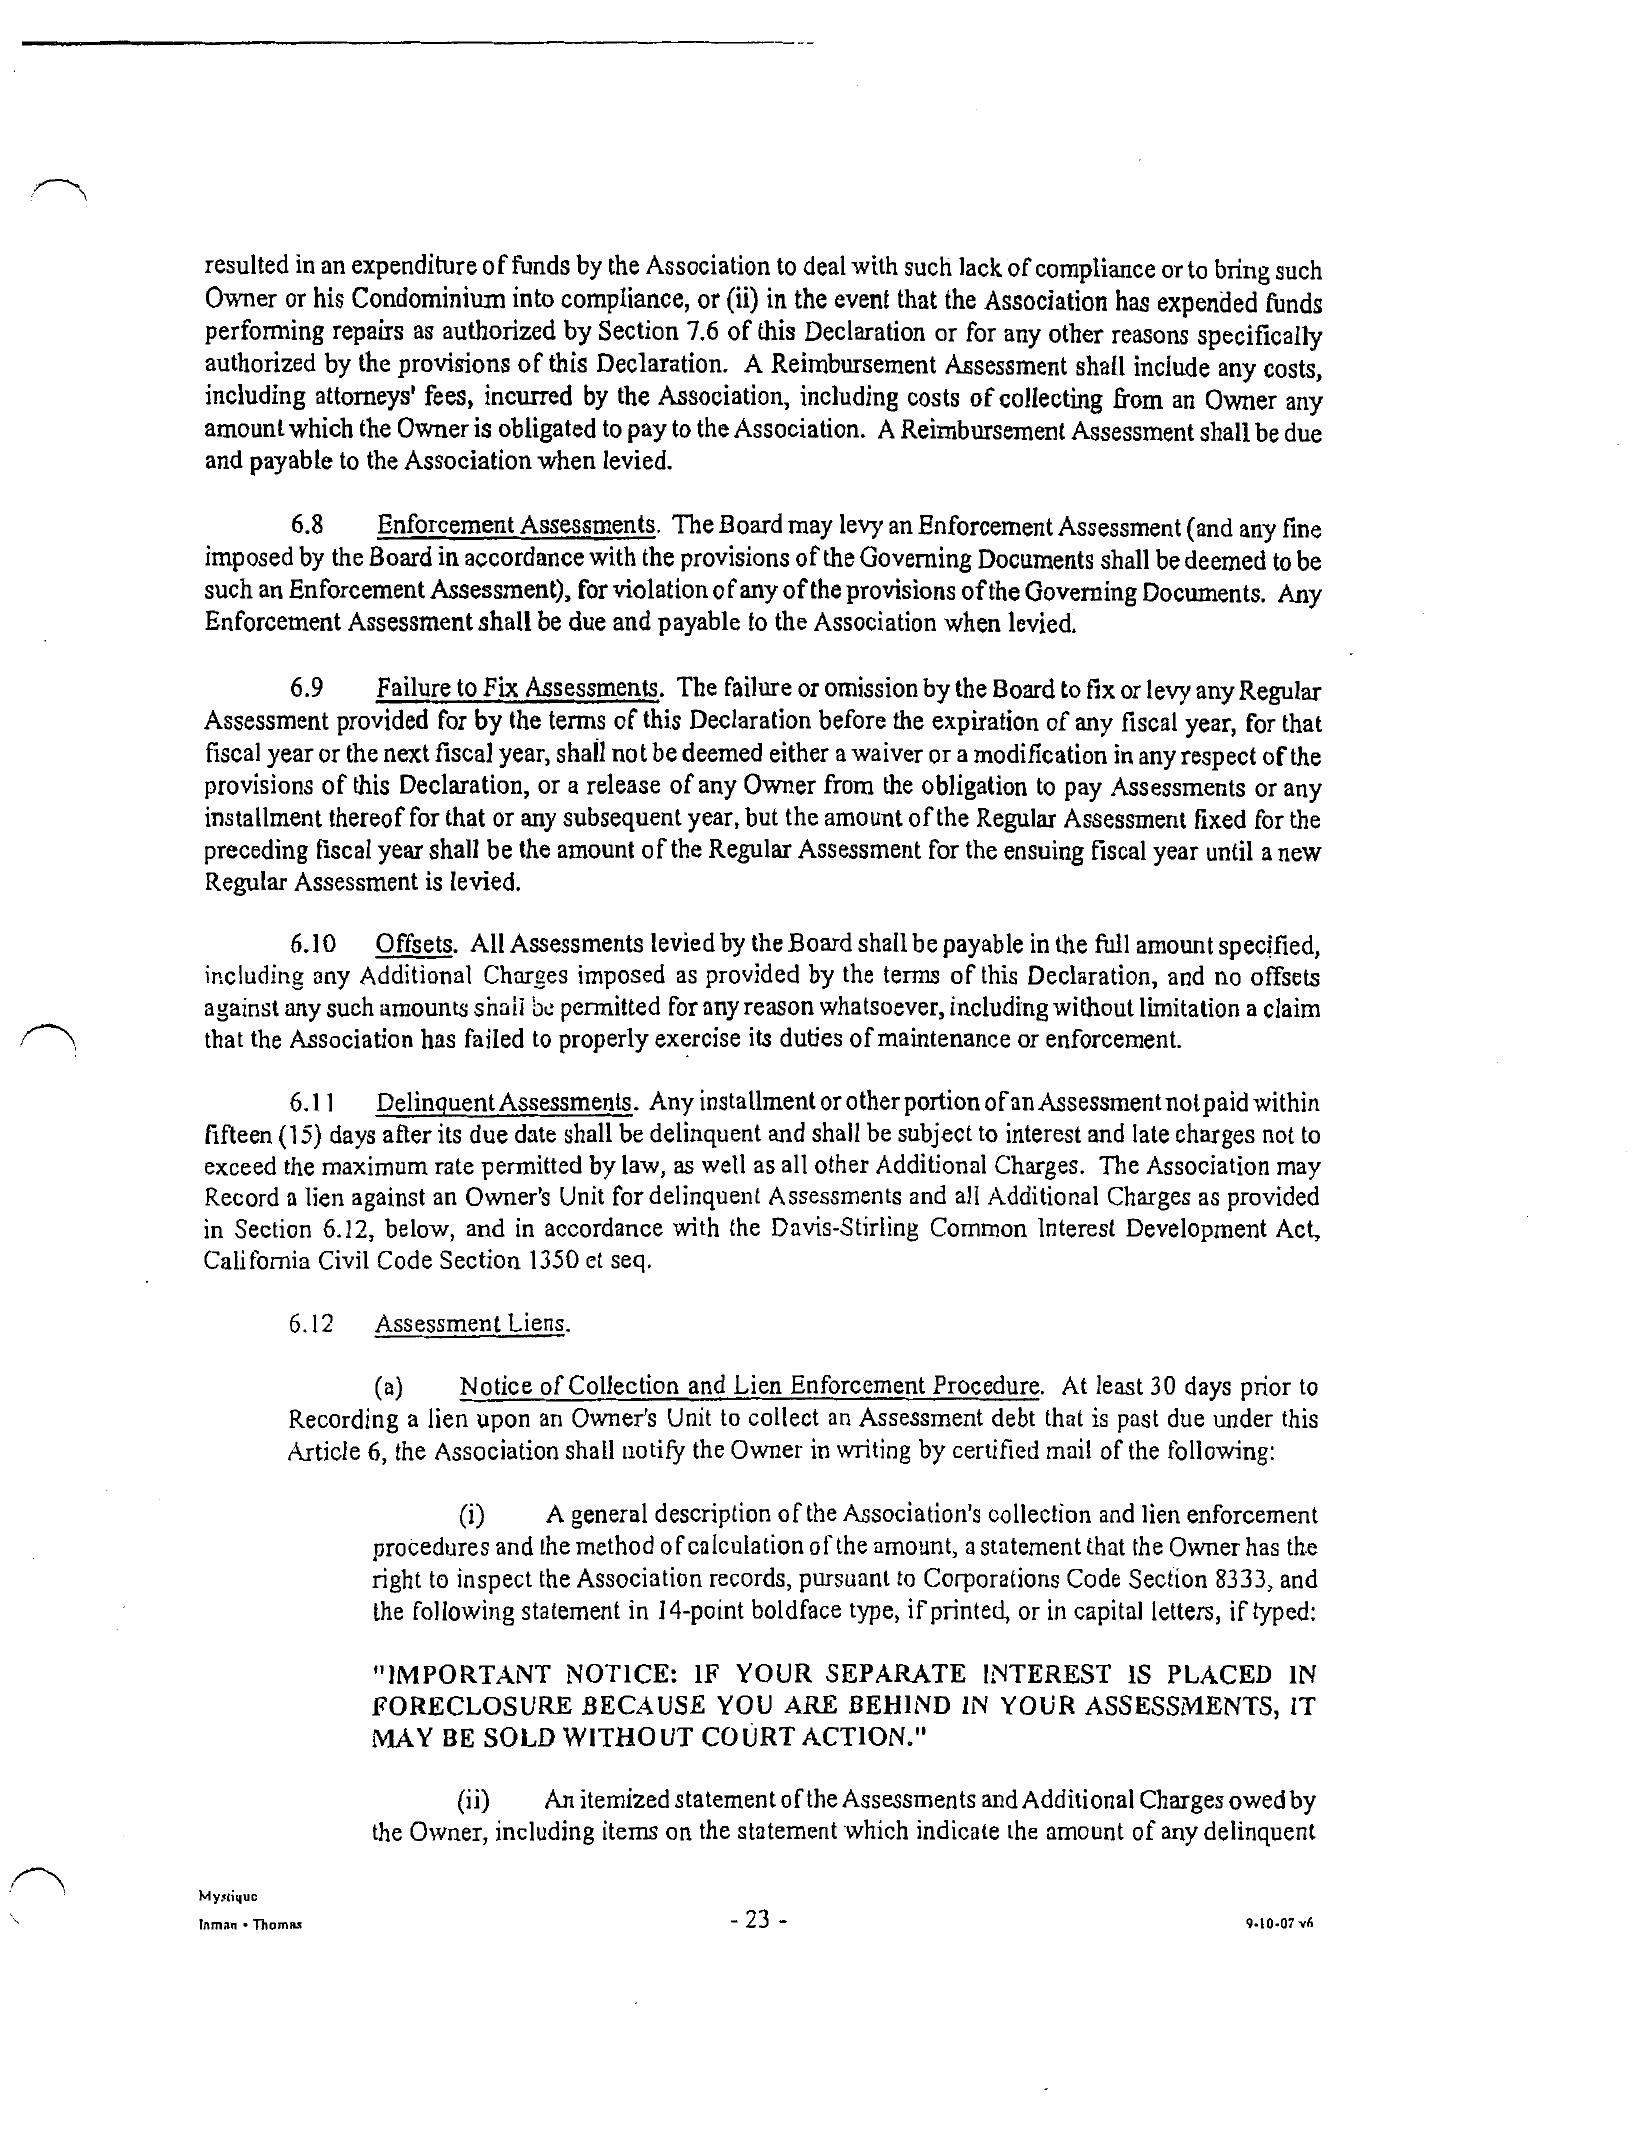 resulted in an expenditure of funds by the Association to deal with such lack of compliance or to bring such
Owner or his Condominium into compliance, or (ii) in the event that the Association has expended funds
performing repairs as authorized by Section 7.6 of this Declaration or for any other reasons specifically
authorized by the provisions of this Declaration. A Reimbursement Assessment shall include any costs,
including attorneys' fees, incurred by the Association, including costs of collecting from an Owner any
amount which the Owner is obligated to pay to the Association. A Reimbursement Assessment shall be due
and payable to the Association when levied.
6.8 Enforcement Assessments. The Board may levy an Enforcement Assessment (and any fine
imposed by the Board in accordance with the provisions of the Governing Documents shall be deemed to be
such an Enforcement Assessment), for violation of any of the provisions of the Governing Documents. Any
Enforcement Assessment shall be due and payable to the Association when levied.
6.9 Failure to Fix Assessments. The failure or omission by the Board to fix or levy any Regular
Assessment provided for by the terms of this Declaration before the expiration of any fiscal year, for that
fiscal year or the next fiscal year, shall not be deemed either a waiver or a modification in any respect of the
provisions of this Declaration, or a release of any Owner from the obligation to pay Assessments or any
installment thereof for that or any subsequent year, but the amount of the Regular Assessment fixed for the
preceding fiscal year shall be the amount of the Regular Assessment for the ensuing fiscal year until a new
Regular Assessment is levied.
6.10 Offsets. All Assessments levied by the Board shall be payable in the full amount specified,
including any Additional Charges imposed as provided by the terms of this Declaration, and no offsets
against any such amounts shall be permitted for any reason whatsoever, including without limitation a claim
that the Association has failed to properly exercise its duties of maintenance or enforcement.
6.11 Delinquent Assessments. Any installment or other portion of an Assessment not paid within
fifteen (15) days after its due date shall be delinquent and shall be subject to interest and late charges not to
exceed the maximum rate permitted by law, as well as all other Additional Charges. The Association may
Record a lien against an Owner's Unit for delinquent Assessments and all Additional Charges as provided
in Section 6.12, below, and in accordance with the Davis-Stirling Common Interest Development Act,
California Civil Code Section 1350 et seq.
6.12 Assessment Liens.
(a) Notice of Collection and Lien Enforcement Procedure. At least 30 days prior to
Recording a lien upon an Owner's Unit to collect an Assessment debt that is past due under this
Article 6, the Association shall notify the Owner in writing by certified mail of the following:
(i) A general description of the Association's collection and lien enforcement
procedures and the method of calculation of the amount, a statement that the Owner has the
right to inspect the Association records, pursuant to Corporations Code Section 8333, and
the following statement in 14-point boldface type, if printed, or in capital letters, if typed:
"IMPORTANT NOTICE: IF YOUR SEPARATE INTEREST IS PLACED IN
FORECLOSURE BECAUSE YOU ARE BEHIND IN YOUR ASSESSMENTS, IT
MAY BE SOLD WITHOUT COURT ACTION."
(ii) An itemized statement of the Assessments and Additional Charges owed by
the Owner, including items on the statement which indicate the amount of any delinquent
Mystique
Inman • Thomas
- 23 -
9-10-07 v6